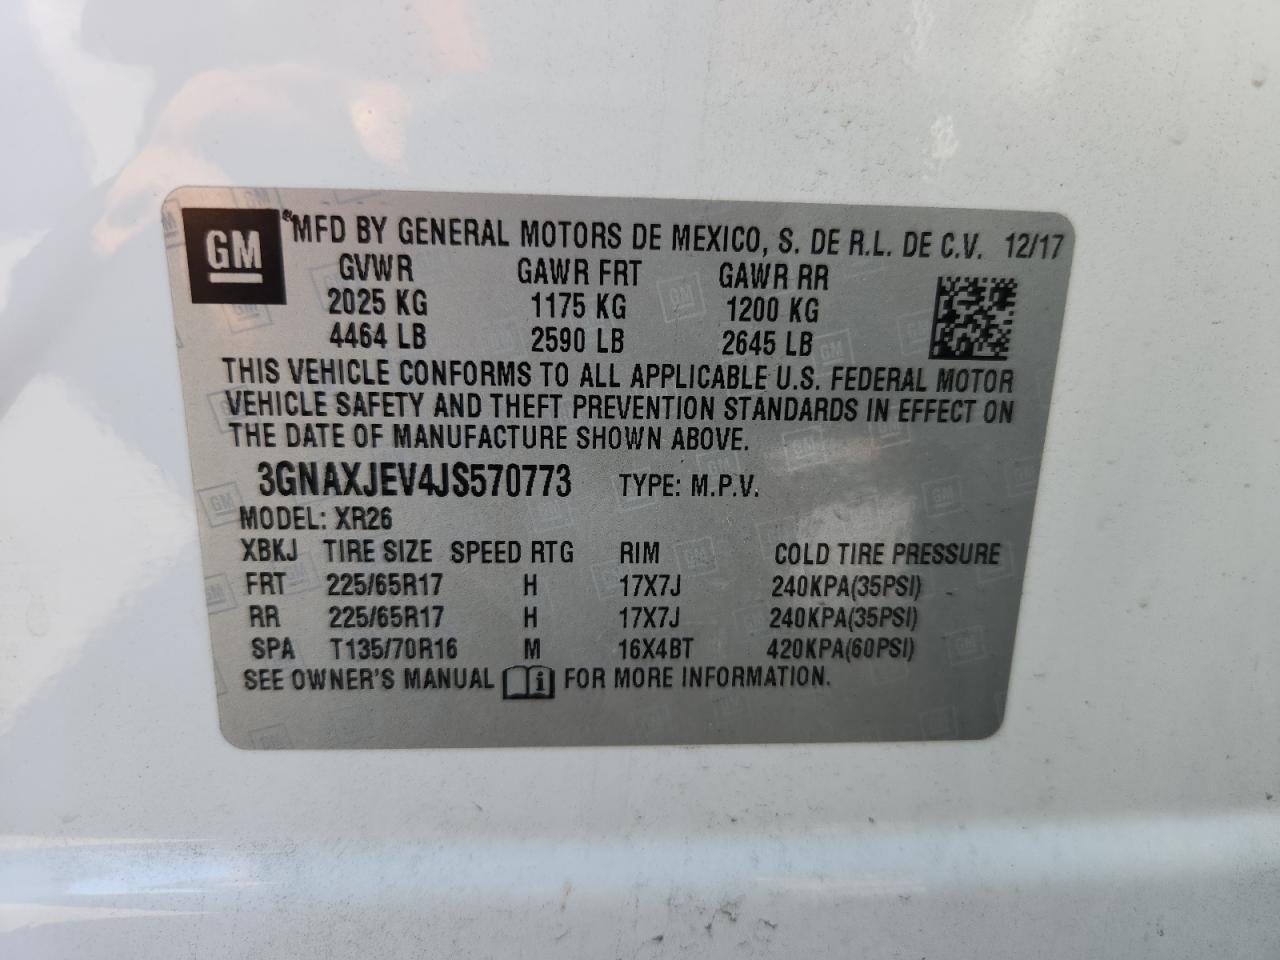 GM
MFD BY GENERAL MOTORS DE MEXICO, S. DE R.L. DE C.V. 12/17
GVWR GAWR FRT GAWR RR
2025 KG 1175 KG 1200 KG
4464 LB 2590 LB 2645 LB
THIS VEHICLE CONFORMS TO ALL APPLICABLE U.S. FEDERAL MOTOR
VEHICLE SAFETY AND THEFT PREVENTION STANDARDS IN EFFECT ON
THE DATE OF MANUFACTURE SHOWN ABOVE.
3GNAXJEV4JS570773 TYPE: M.P.V.
MODEL: XR26
XBKJ TIRE SIZE SPEED RTG RIM COLD TIRE PRESSURE
FRT 225/65R17 H 17X7J 240KPA(35PSI)
RR 225/65R17 H 17X7J 240KPA(35PSI)
SPA T135/70R16 M 16X4BT 420KPA(60PSI)
SEE OWNER'S MANUAL i FOR MORE INFORMATION.